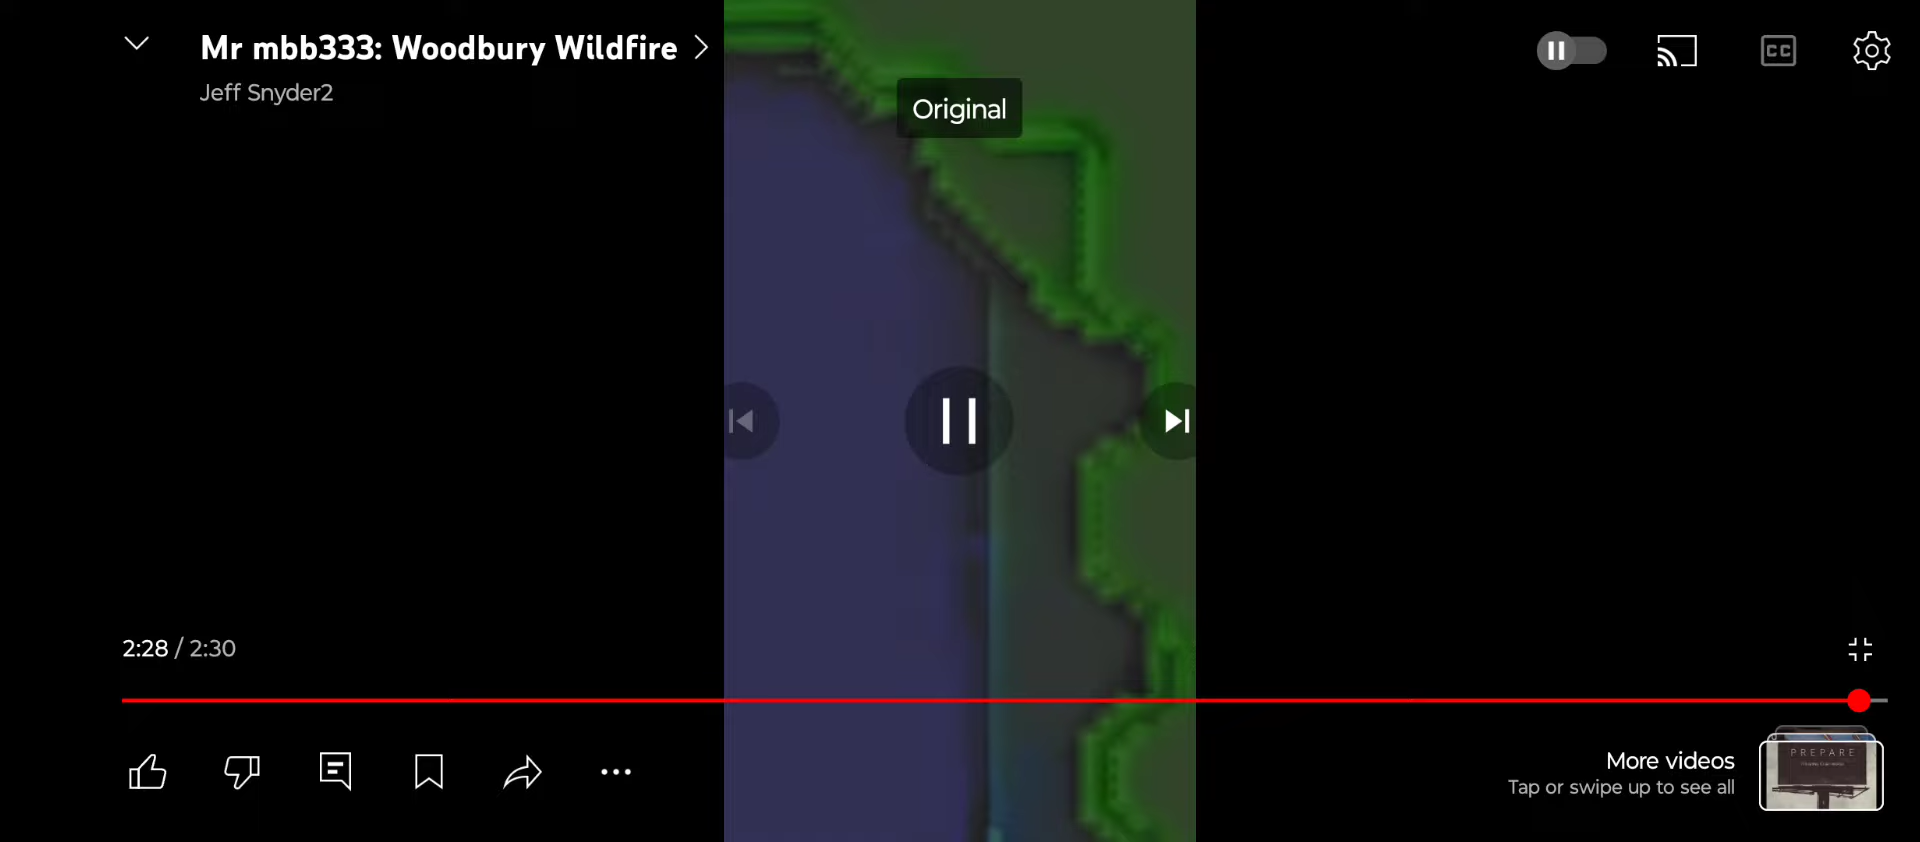 Mr mbb333: Woodbury Wildfire
Jeff Snyder2
CC
Original
2:28 / 2:30
More videos
Tap or swipe up to see all
PREPARE